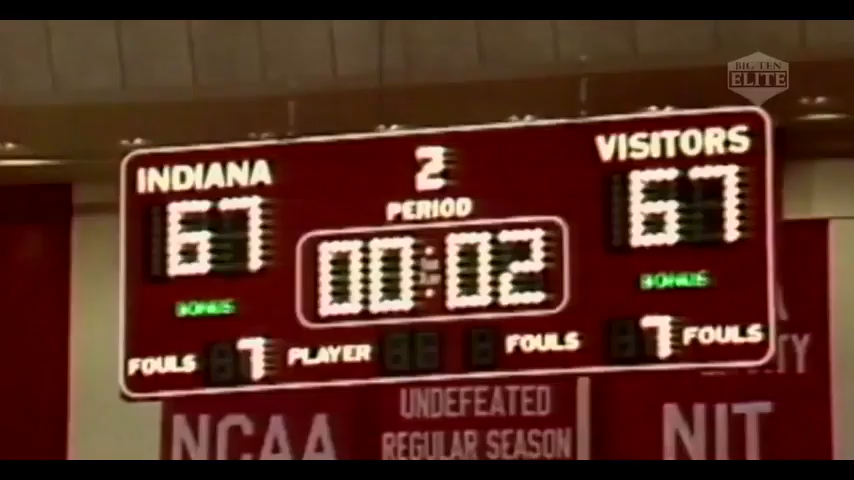 BIG TEN
ELITE
INDIANA
2
VISITORS
67
PERIOD
67
00:02
BONUS
BONUS
FOULS 7 PLAYER FOULS 7 FOULS
NCAA
UNDEFEATED
REGULAR SEASON
NIT